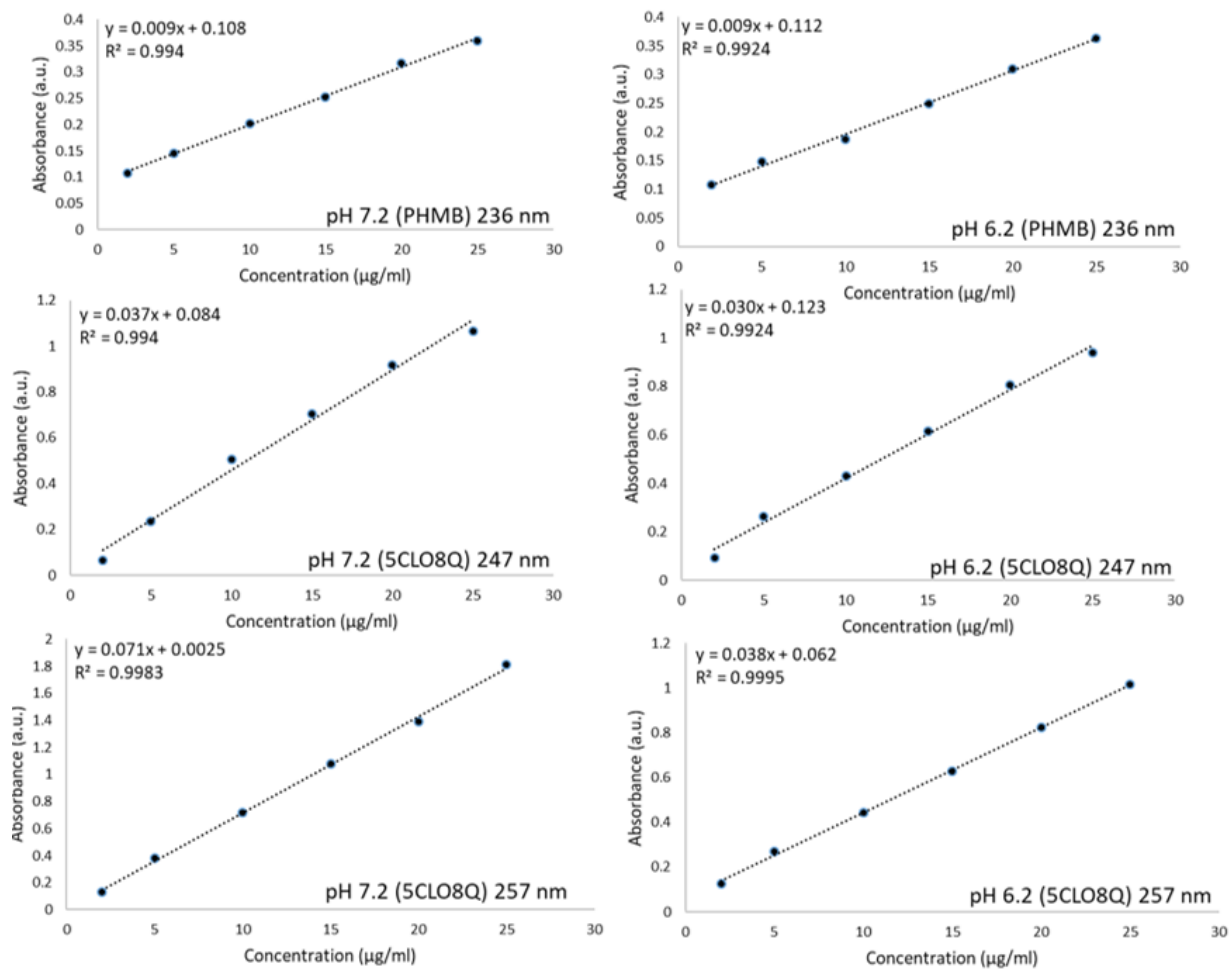 y = 0.009x + 0.108
R² = 0.994
0.4
0.35
0.3
0.25
0.2
0.15
0.1
0.05
0
Absorbance (a.u.)
pH 7.2 (PHMB) 236 nm
0 5 10 15 20 25 30
Concentration (µg/ml)
y = 0.009x + 0.112
R² = 0.9924
0.4
0.35
0.3
0.25
0.2
0.15
0.1
0.05
0
Absorbance (a.u.)
pH 6.2 (PHMB) 236 nm
0 5 10 15 20 25 30
Concentration (µg/ml)
y = 0.037x + 0.084
R² = 0.994
1.2
1
0.8
0.6
0.4
0.2
0
Absorbance (a.u.)
pH 7.2 (5CLO8Q) 247 nm
0 5 10 15 20 25 30
Concentration (µg/ml)
y = 0.030x + 0.123
R² = 0.9924
1.2
1
0.8
0.6
0.4
0.2
0
Absorbance (a.u.)
pH 6.2 (5CLO8Q) 247 nm
0 5 10 15 20 25 30
Concentration (µg/ml)
y = 0.071x + 0.0025
R² = 0.9983
2
1.8
1.6
1.4
1.2
1
0.8
0.6
0.4
0.2
0
Absorbance (a.u.)
pH 7.2 (5CLO8Q) 257 nm
0 5 10 15 20 25 30
Concentration (µg/ml)
y = 0.038x + 0.062
R² = 0.9995
1.2
1
0.8
0.6
0.4
0.2
0
Absorbance (a.u.)
pH 6.2 (5CLO8Q) 257 nm
0 5 10 15 20 25 30
Concentration (µg/ml)